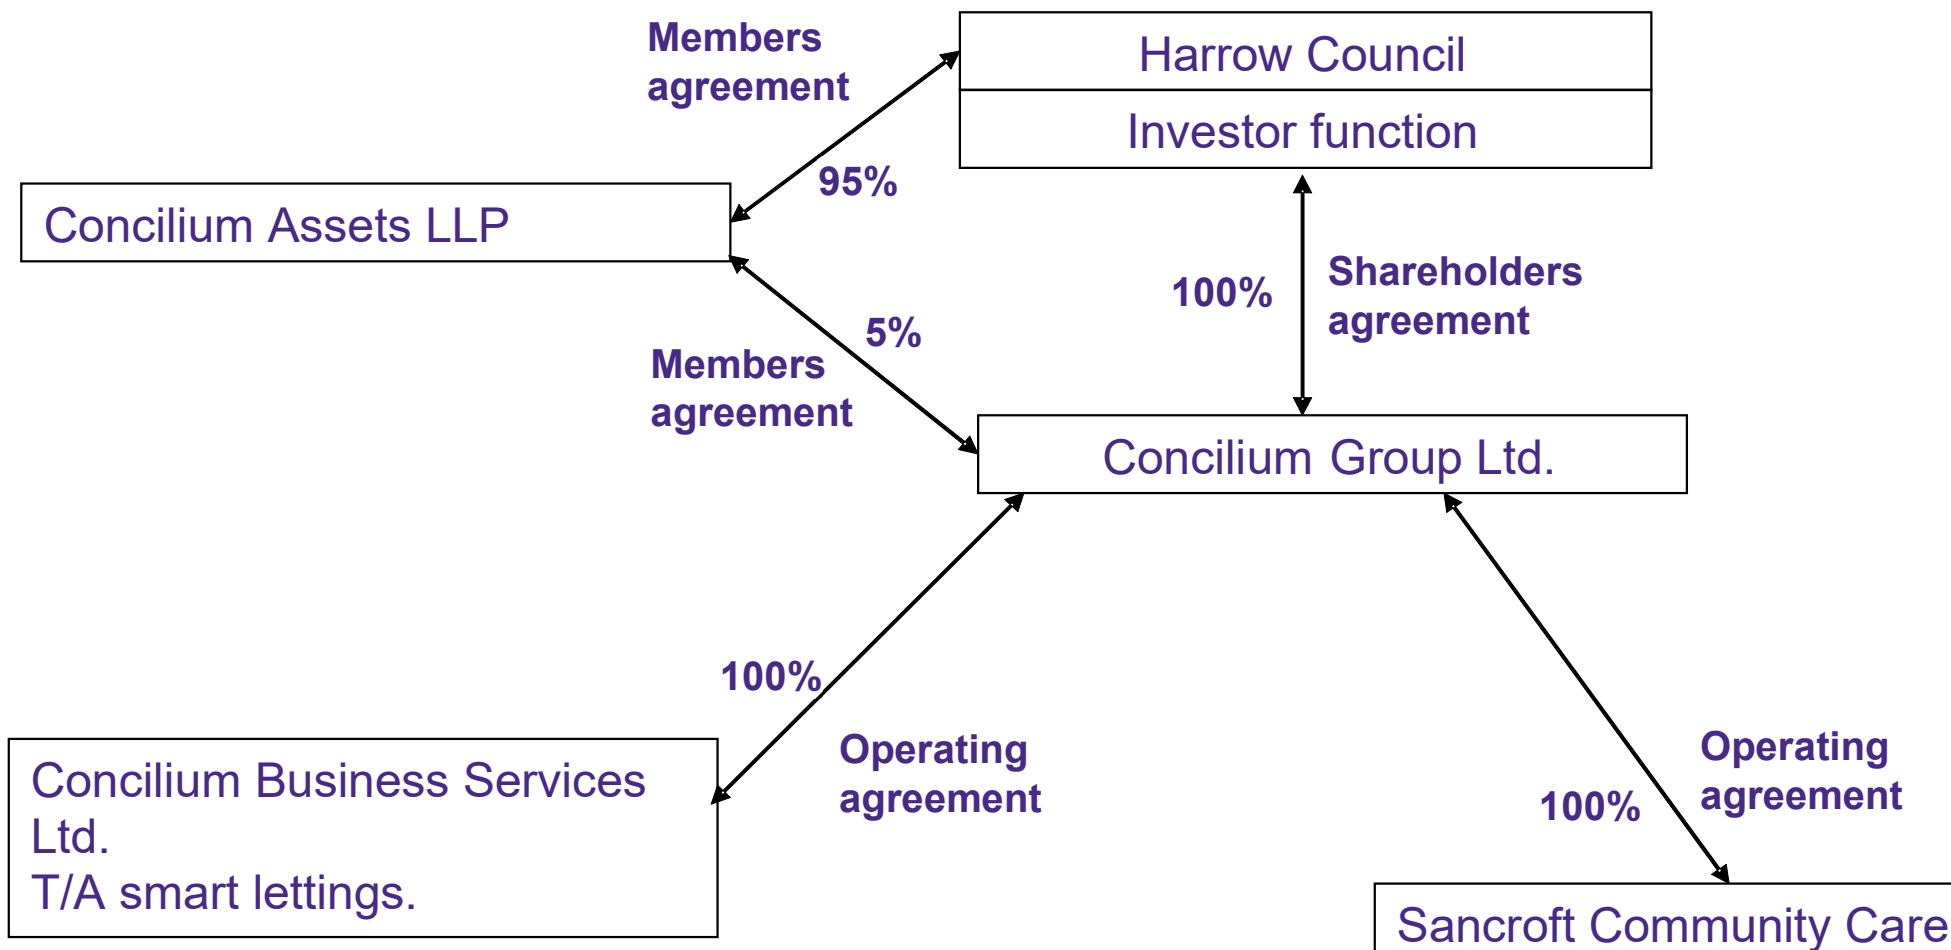 Members
agreement
Harrow Council
Investor function
95%
Concilium Assets LLP
100%
Shareholders
agreement
5%
Members
agreement
Concilium Group Ltd.
100%
Operating
agreement
Concilium Business Services
Ltd.
T/A smart lettings.
Operating
agreement
100%
Sancroft Community Care